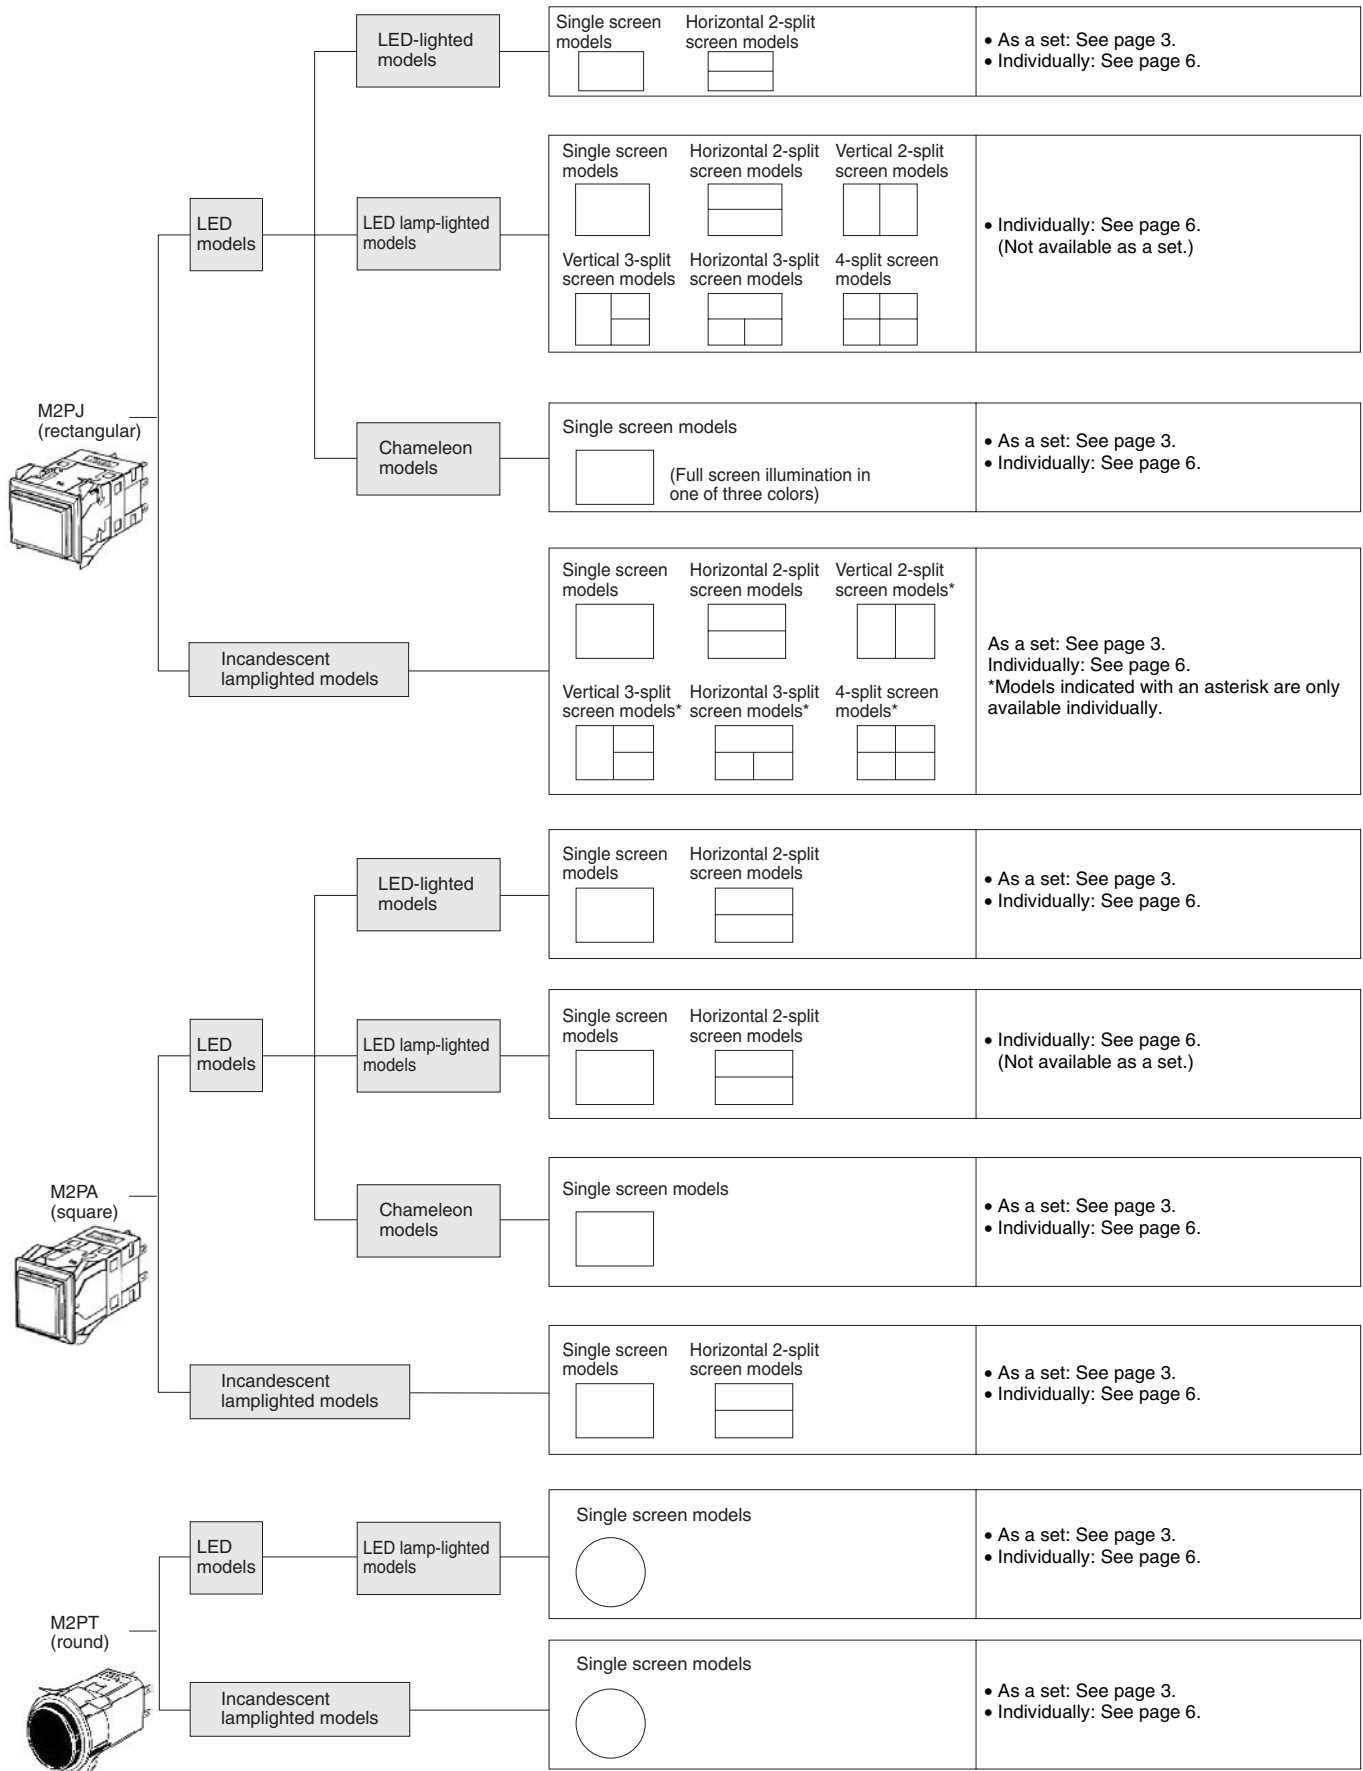 LED-lighted
models
Single screen
models
Horizontal 2-split
screen models
• As a set: See page 3.
• Individually: See page 6.
LED
models
LED lamp-lighted
models
Single screen
models
Horizontal 2-split
screen models
Vertical 2-split
screen models
Vertical 3-split
screen models
Horizontal 3-split
screen models
4-split screen
models
• Individually: See page 6.
(Not available as a set.)
M2PJ
(rectangular)
Chameleon
models
Single screen models
(Full screen illumination in
one of three colors)
• As a set: See page 3.
• Individually: See page 6.
Incandescent
lamplighted models
Single screen
models
Horizontal 2-split
screen models
Vertical 2-split
screen models*
Vertical 3-split
screen models*
Horizontal 3-split
screen models*
4-split screen
models*
As a set: See page 3.
Individually: See page 6.
*Models indicated with an asterisk are only
available individually.
LED-lighted
models
Single screen
models
Horizontal 2-split
screen models
• As a set: See page 3.
• Individually: See page 6.
LED
models
LED lamp-lighted
models
Single screen
models
Horizontal 2-split
screen models
• Individually: See page 6.
(Not available as a set.)
M2PA
(square)
Chameleon
models
Single screen models
• As a set: See page 3.
• Individually: See page 6.
Incandescent
lamplighted models
Single screen
models
Horizontal 2-split
screen models
• As a set: See page 3.
• Individually: See page 6.
LED
models
LED lamp-lighted
models
Single screen models
• As a set: See page 3.
• Individually: See page 6.
M2PT
(round)
Incandescent
lamplighted models
Single screen models
• As a set: See page 3.
• Individually: See page 6.